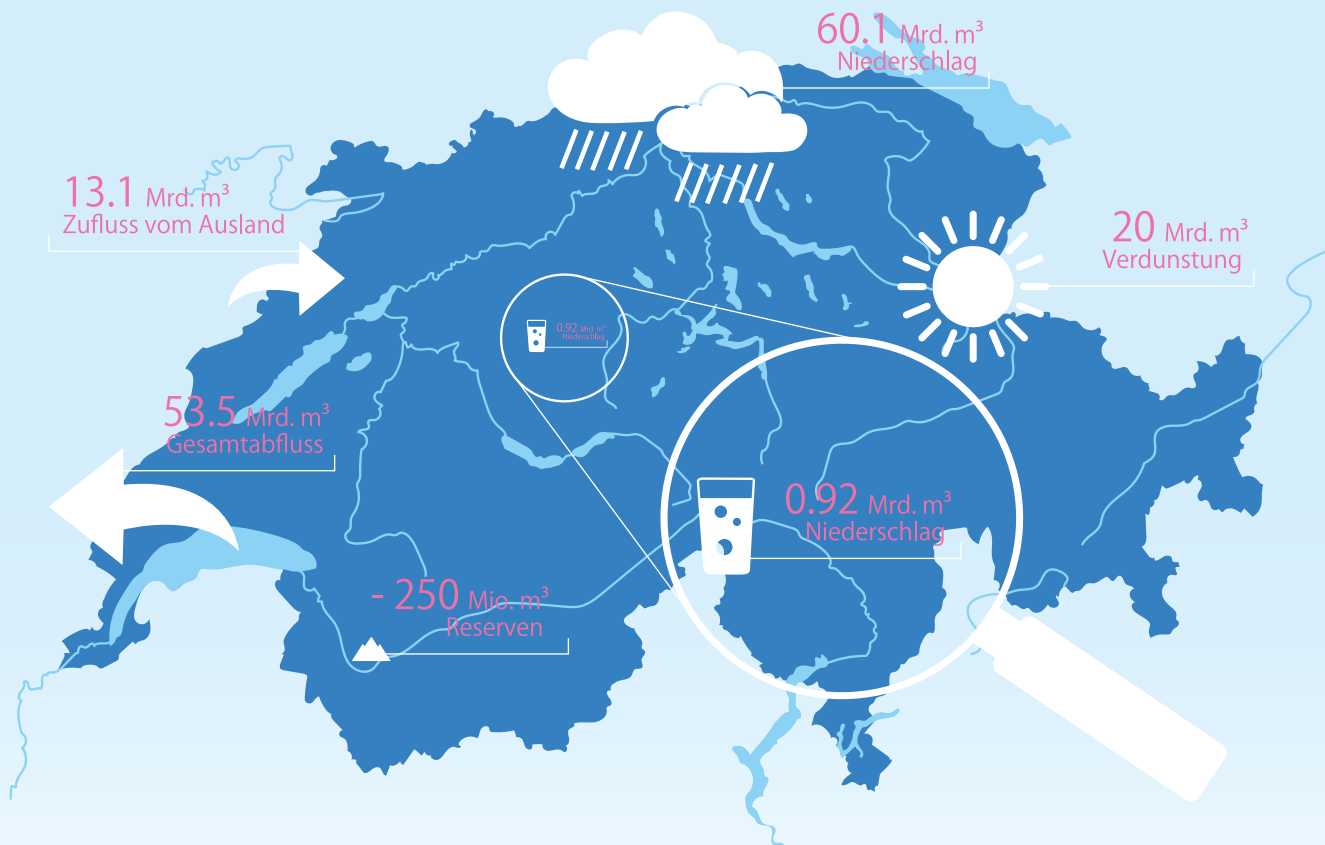 60.1 Mrd. m³
Niederschlag
13.1 Mrd. m³
Zufluss vom Ausland
20 Mrd. m³
Verdunstung
0.92 Mrd. m³
Niederschlag
53.5 Mrd. m³
Gesamtabfluss
0.92 Mrd. m³
Niederschlag
- 250 Mio. m³
Reserven